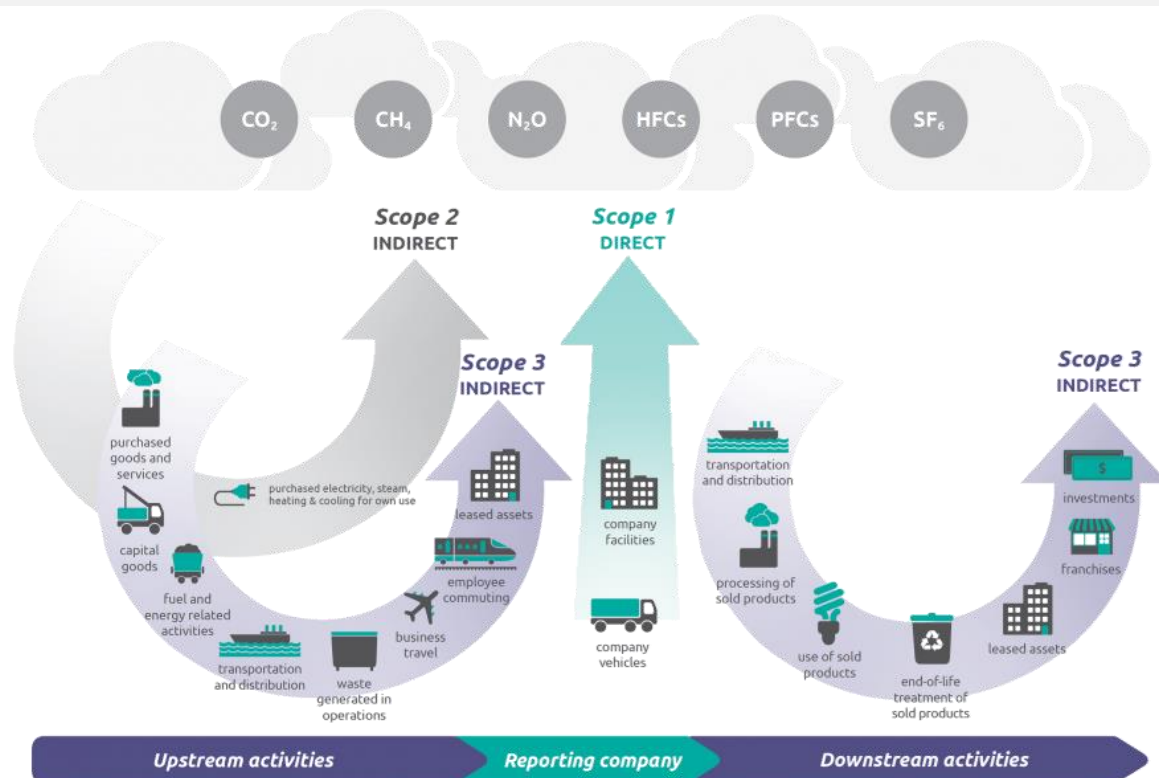 CO₂
CH₄
N₂O
HFCs
PFCs
SF₆
Scope 2
INDIRECT
Scope 1
DIRECT
Scope 3
INDIRECT
Scope 3
INDIRECT
purchased
goods and
services
capital
goods
fuel and
energy related
activities
purchased electricity, steam,
heating & cooling for own use
transportation
and distribution
waste
generated in
operations
business
travel
employee
commuting
leased assets
company
facilities
company
vehicles
transportation
and distribution
processing of
sold products
use of sold
products
end-of-life
treatment of
sold products
leased assets
franchises
$
investments
Upstream activities
Reporting company
Downstream activities